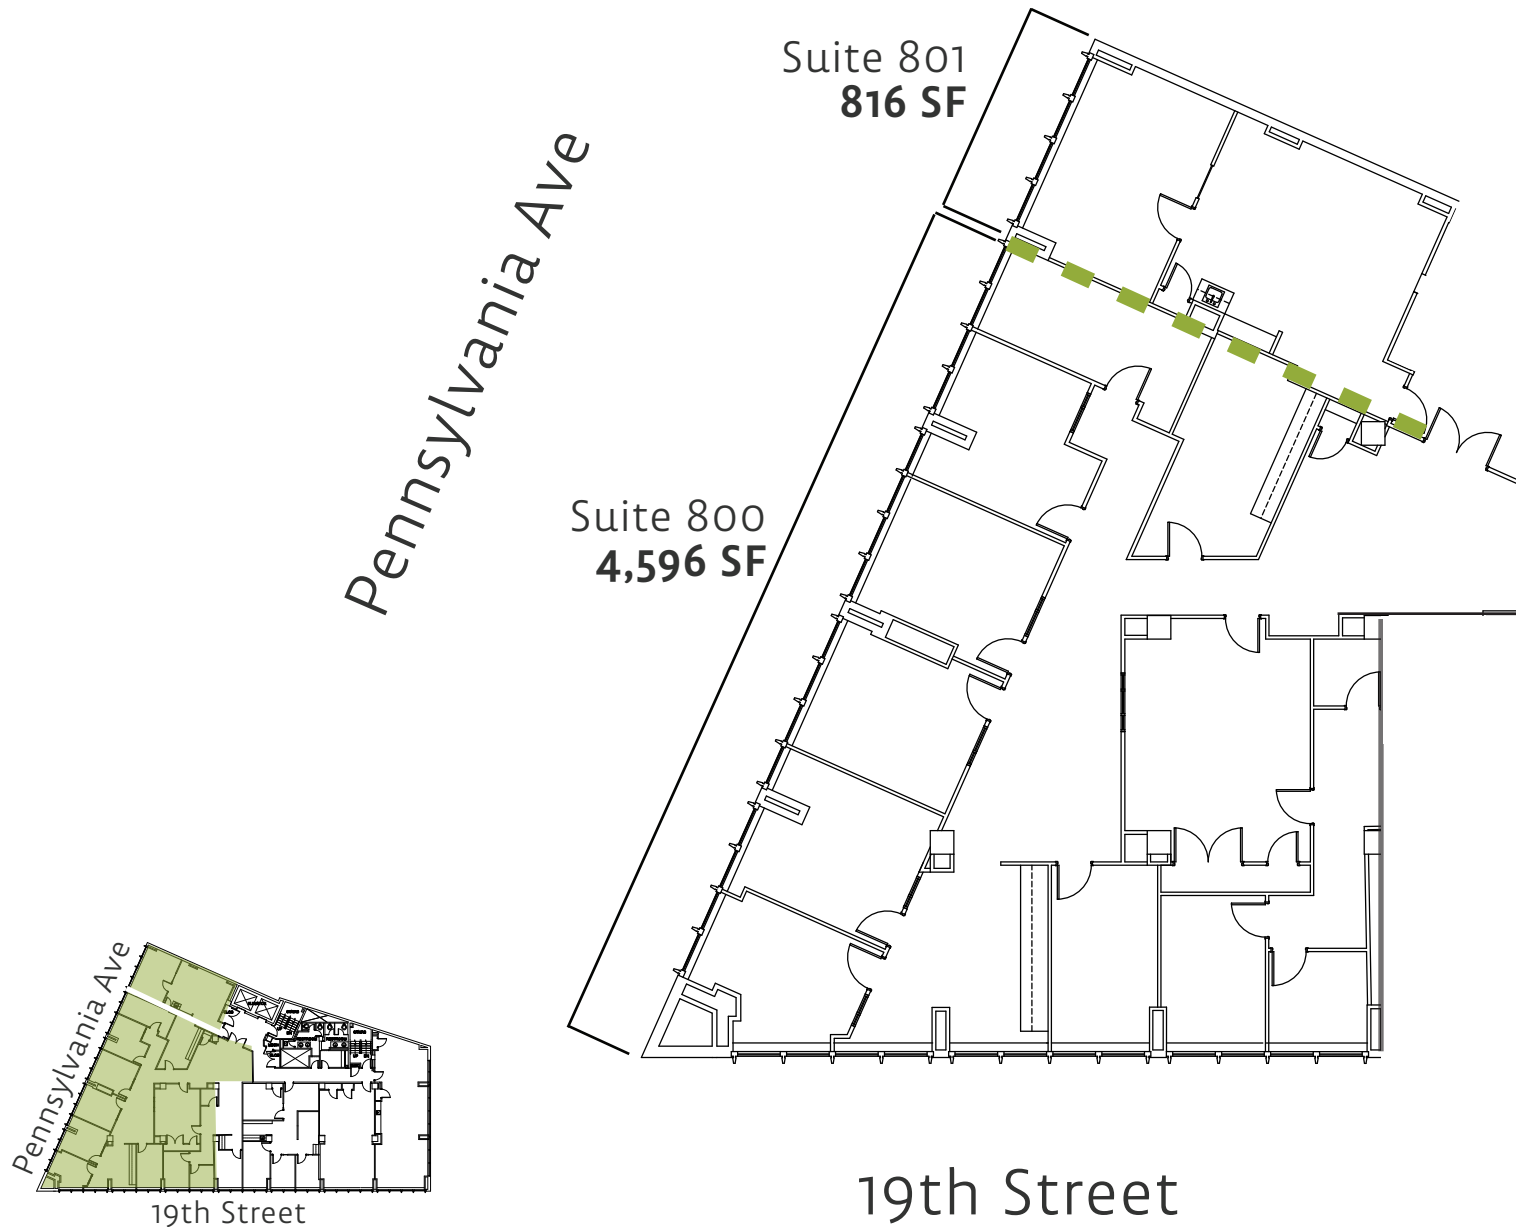 Suite 801
816 SF
Pennsylvania Ave
Suite 800
4,596 SF
Pennsylvania Ave
19th Street
19th Street